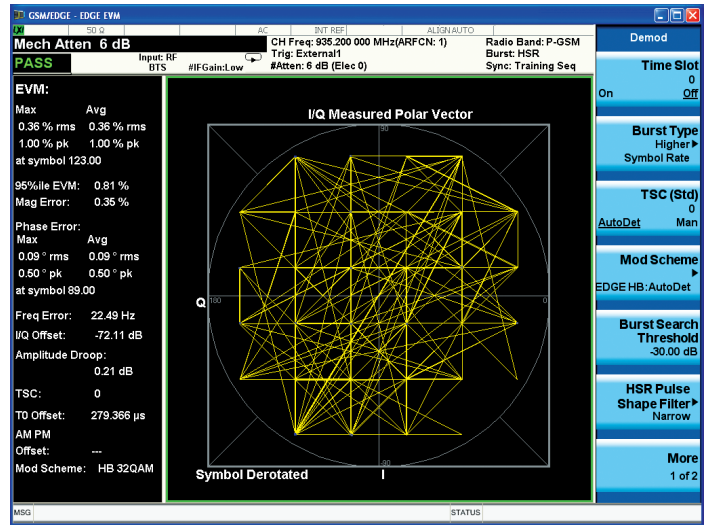 GSM/EDGE - EDGE EVM
LXI 50 Ω AC INT REF ALIGN AUTO
Mech Atten 6 dB
CH Freq: 935.200 000 MHz(ARFCN: 1) Radio Band: P-GSM
Trig: External1 Burst: HSR
#Atten: 6 dB (Elec 0) Sync: Training Seq
PASS
Input: RF
BTS #IFGain:Low
EVM:
Max Avg
0.36 % rms 0.36 % rms
1.00 % pk 1.00 % pk
at symbol 123.00
95%ile EVM: 0.81 %
Mag Error: 0.35 %
Phase Error:
Max Avg
0.09 ° rms 0.09 ° rms
0.50 ° pk 0.50 ° pk
at symbol 89.00
Freq Error: 22.49 Hz
I/Q Offset: -72.11 dB
Amplitude Droop:
0.21 dB
TSC: 0
T0 Offset: 279.366 µs
AM PM
Offset: ---
Mod Scheme: HB 32QAM
I/Q Measured Polar Vector
90
Q 180 0
-90
Symbol Derotated I
Demod
Time Slot
0
On Off
Burst Type
Higher
Symbol Rate
TSC (Std)
0
AutoDet Man
Mod Scheme
EDGE HB:AutoDet
Burst Search
Threshold
-30.00 dB
HSR Pulse
Shape Filter
Narrow
More
1 of 2
MSG STATUS